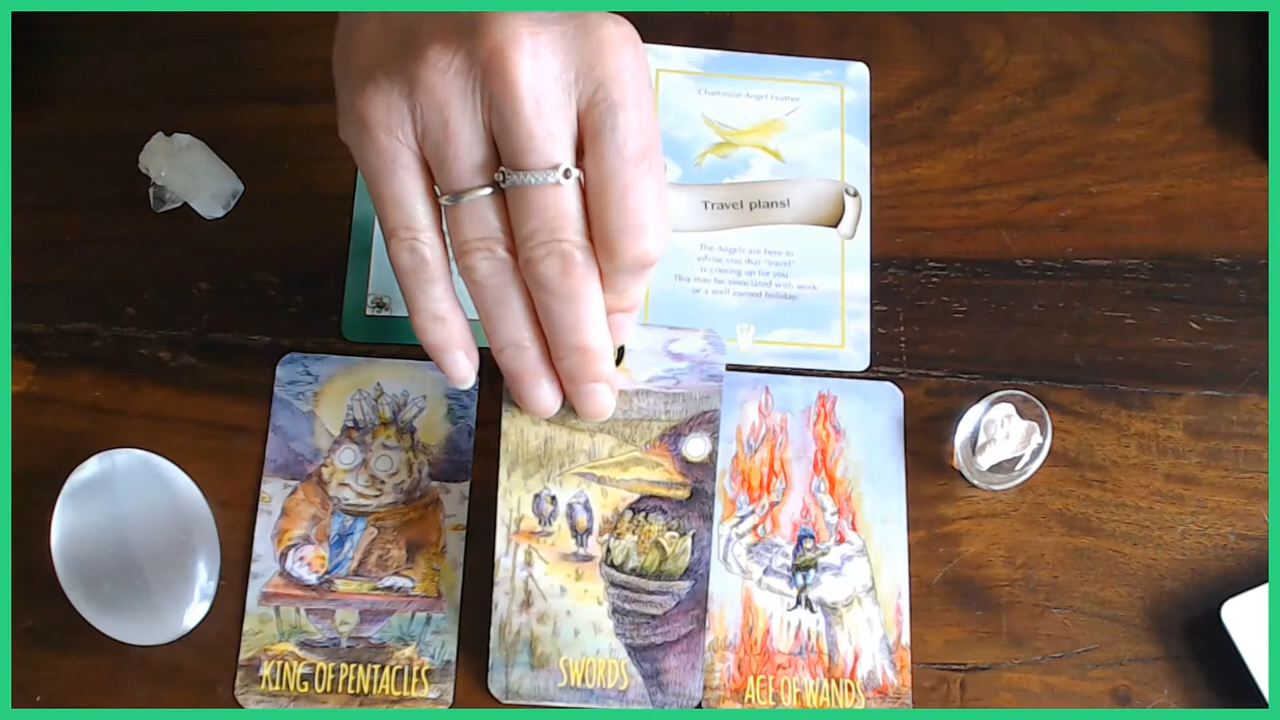 Chartreuse Angel Feather
Travel plans!
The Angels are here to
advise you that "travel"
is coming up for you.
This may be associated with work
or a well earned holiday.
KING OF PENTACLES
SWORDS
ACE OF WANDS